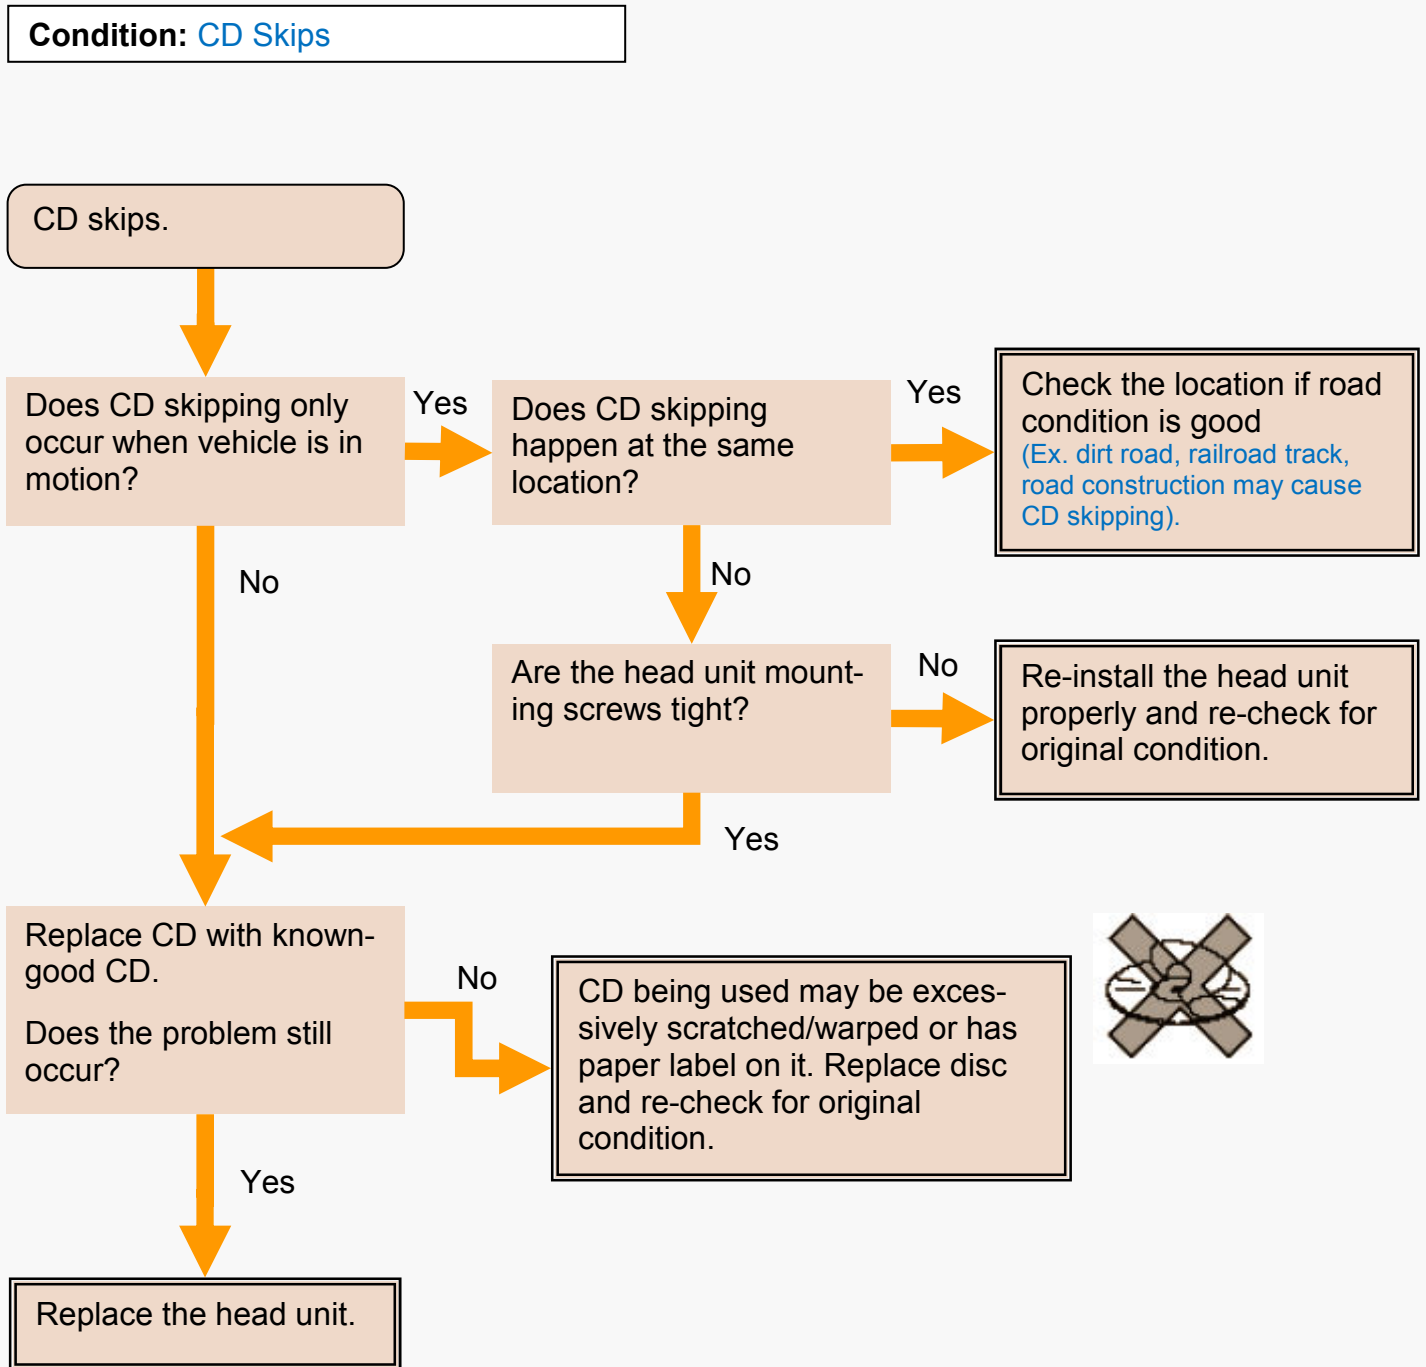 Condition: CD Skips
CD skips.
Does CD skipping only
occur when vehicle is in
motion?
Yes
Does CD skipping
happen at the same
location?
Yes
Check the location if road
condition is good
(Ex. dirt road, railroad track,
road construction may cause
CD skipping).
No
No
Are the head unit mount-
ing screws tight?
No
Re-install the head unit
properly and re-check for
original condition.
Yes
Replace CD with known-
good CD.
Does the problem still
occur?
No
CD being used may be exces-
sively scratched/warped or has
paper label on it. Replace disc
and re-check for original
condition.
Yes
Replace the head unit.